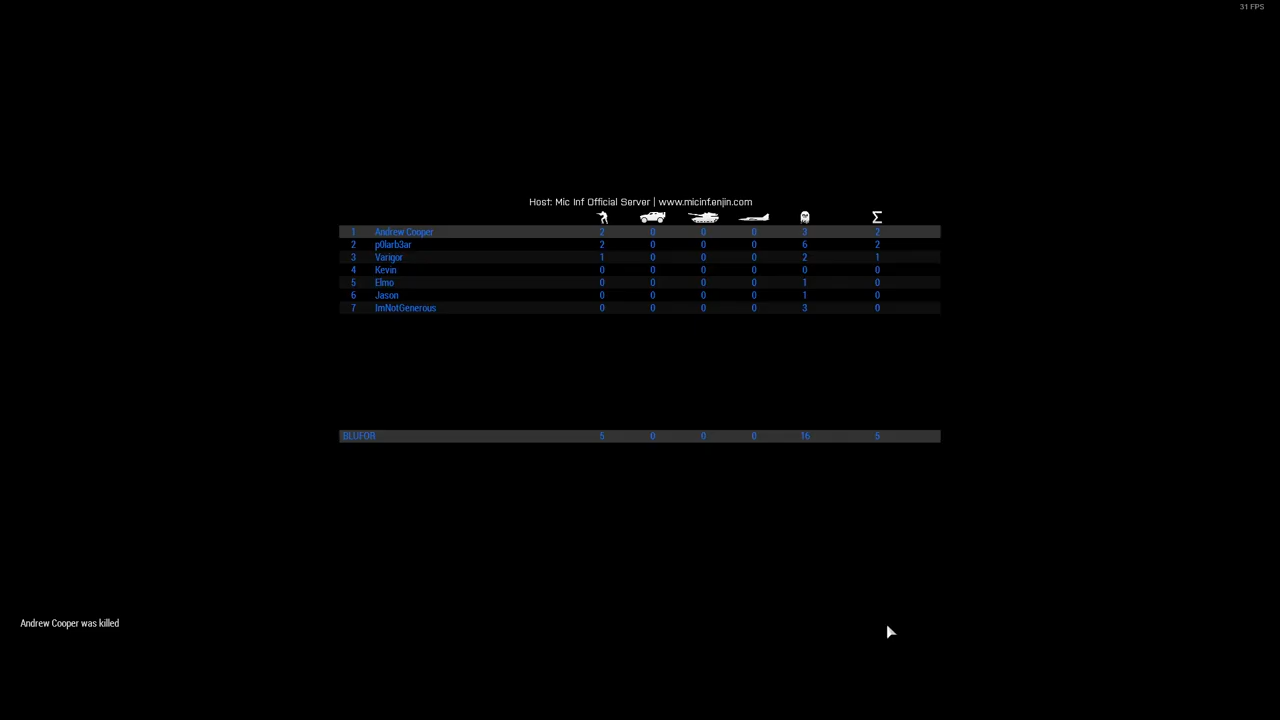 31 FPS
Host: Mic Inf Official Server | www.micinf.enjin.com
Σ
1 Andrew Cooper 2 0 0 0 3 2
2 p0larb3ar 2 0 0 0 6 2
3 Varigor 1 0 0 0 2 1
4 Kevin 0 0 0 0 0 0
5 Elmo 0 0 0 0 1 0
6 Jason 0 0 0 0 1 0
7 ImNotGenerous 0 0 0 0 3 0
BLUFOR 5 0 0 0 16 5
Andrew Cooper was killed